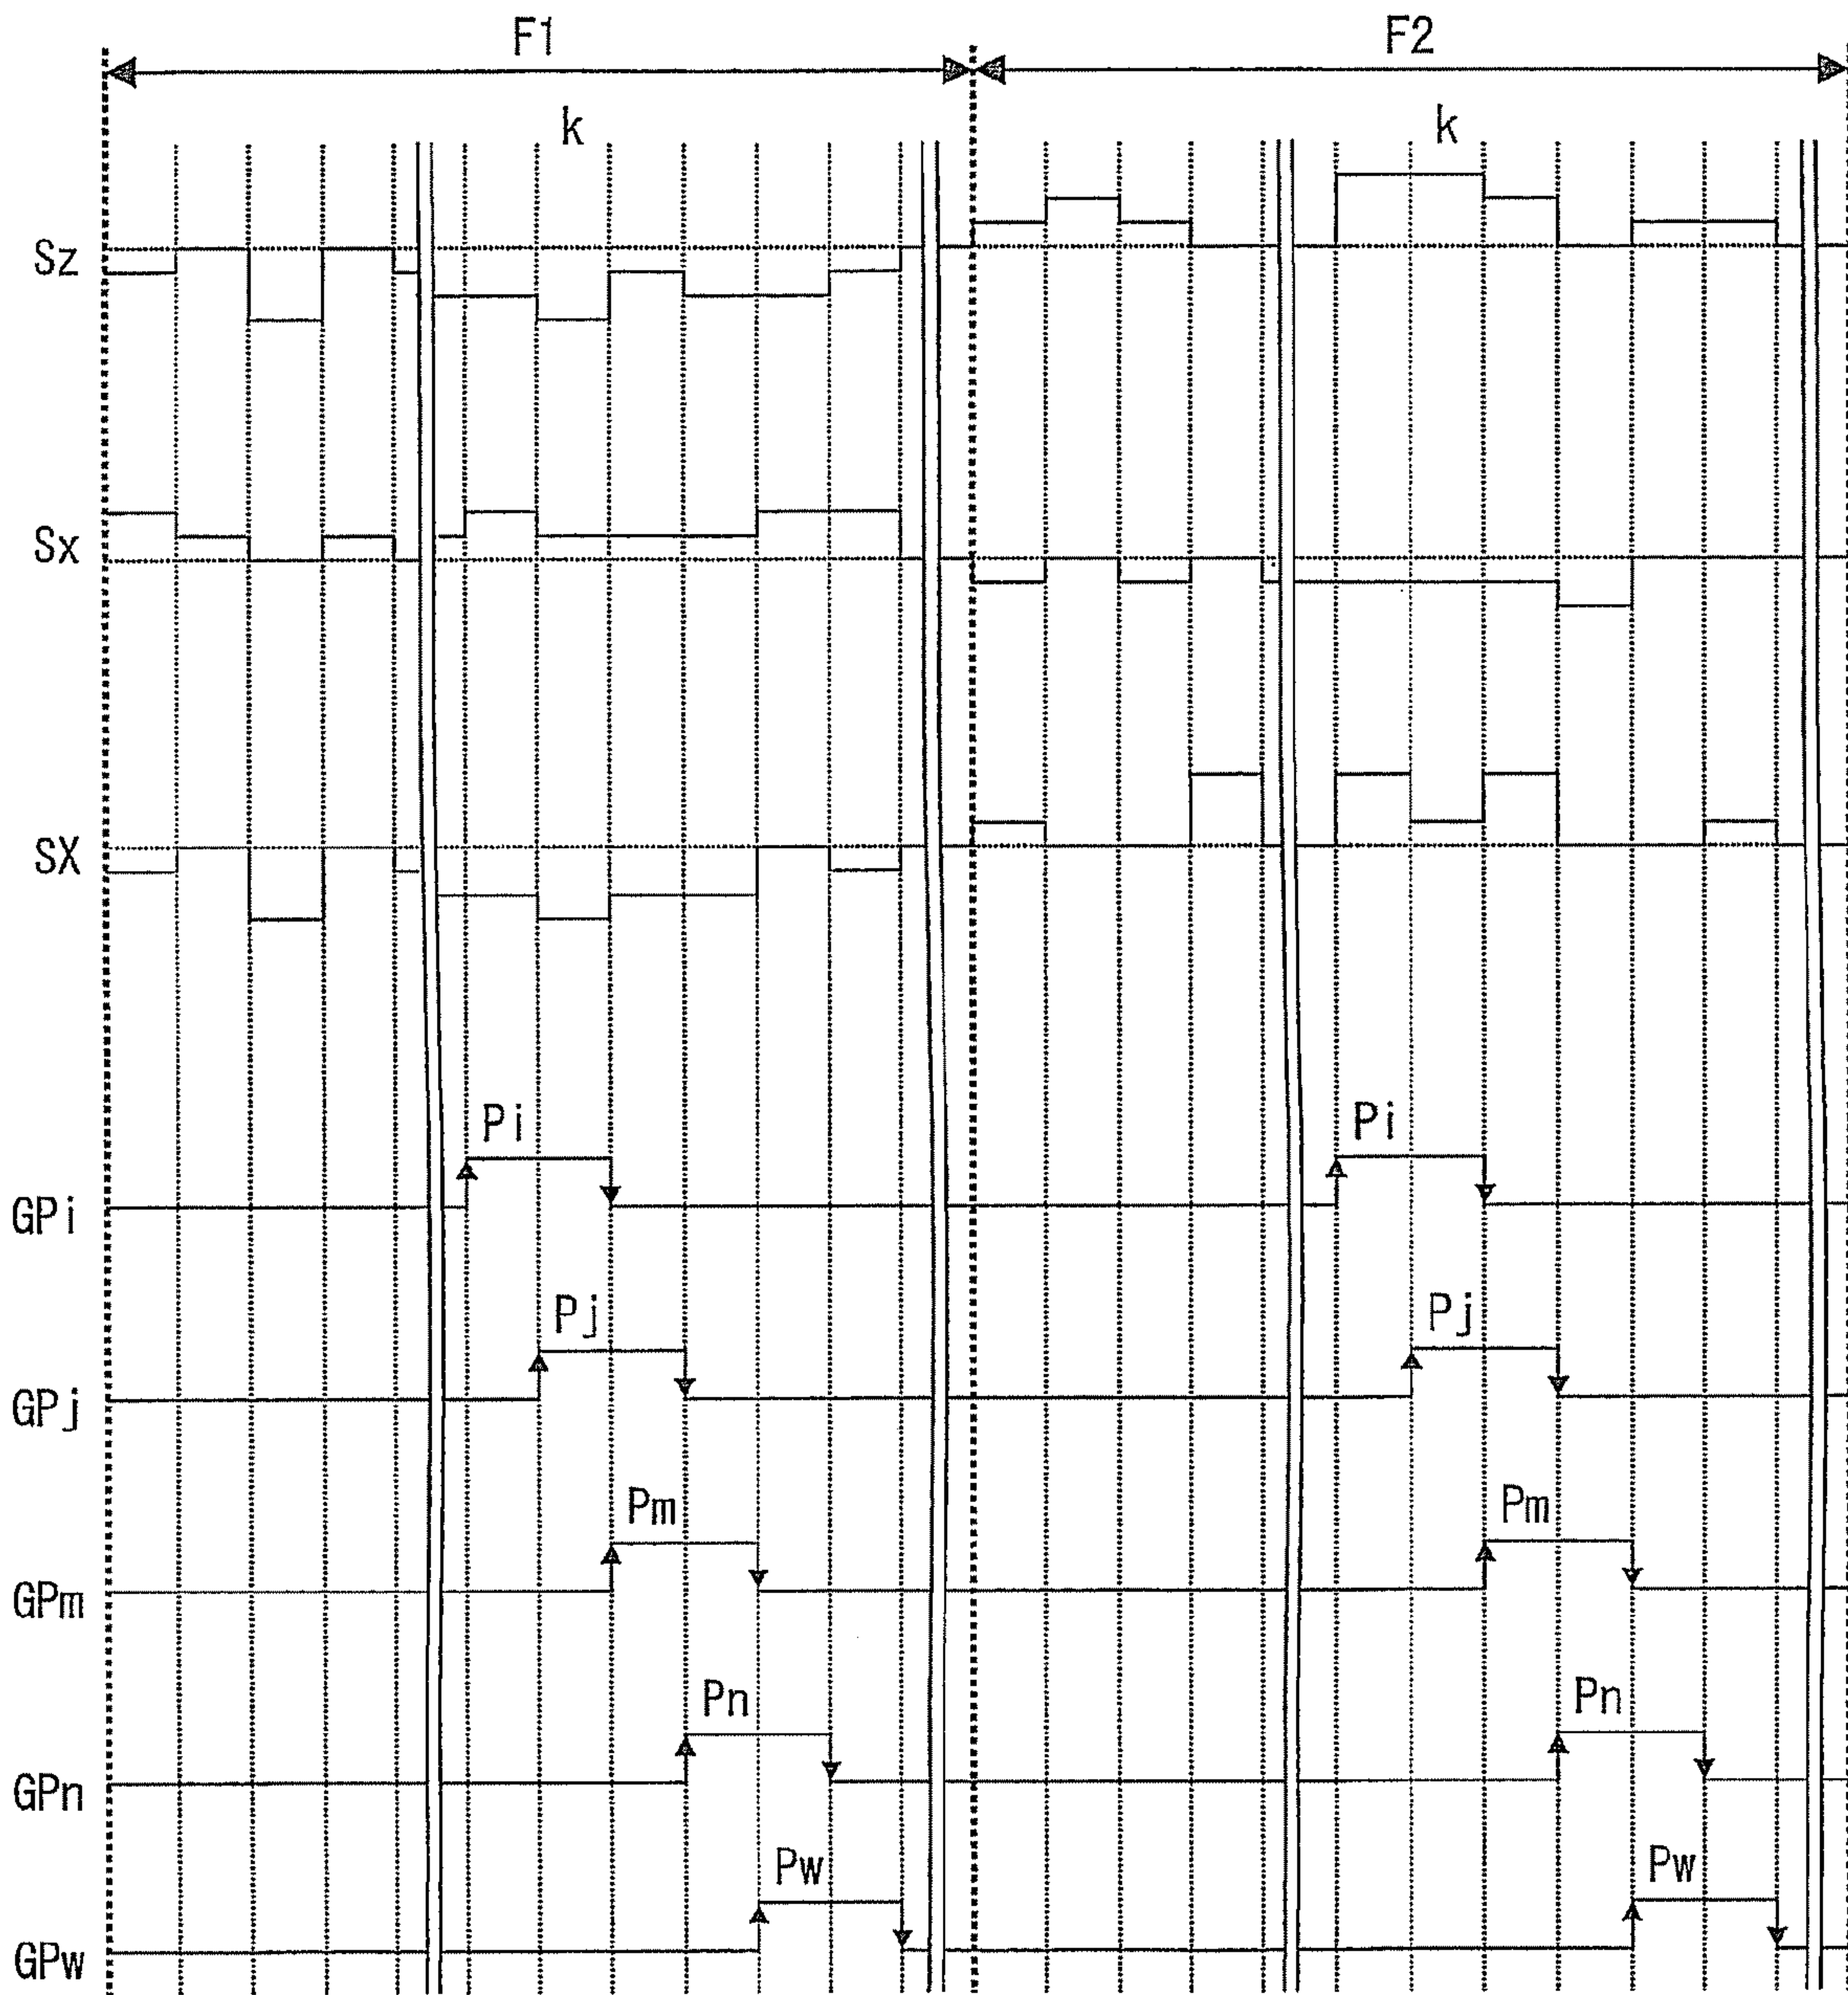 F1 F2
k k
Sz
Sx
SX
Pi Pi
GPi
Pj Pj
GPj
Pm Pm
GPm
Pn Pn
GPn
Pw Pw
GPw